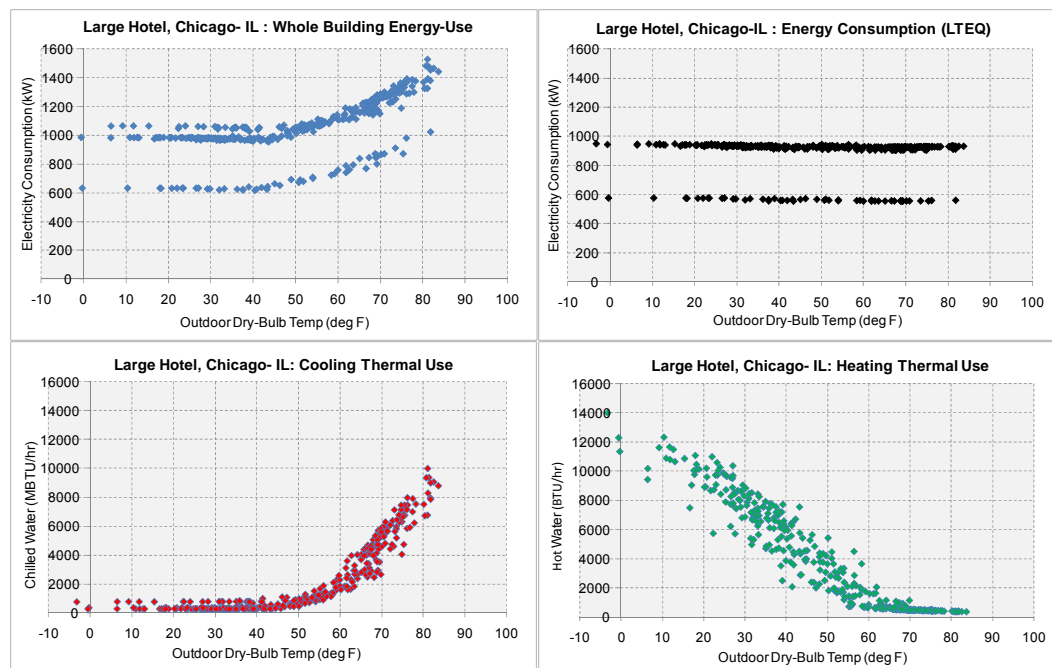 Large Hotel, Chicago- IL : Whole Building Energy-Use
Electricity Consumption (kW)
1600
1400
1200
1000
800
600
400
200
0
-10 0 10 20 30 40 50 60 70 80 90 100
Outdoor Dry-Bulb Temp (deg F)
Large Hotel, Chicago-IL : Energy Consumption (LTEQ)
Electricity Consumption (kW)
1600
1400
1200
1000
800
600
400
200
0
-10 0 10 20 30 40 50 60 70 80 90 100
Outdoor Dry-Bulb Temp (deg F)
Large Hotel, Chicago- IL: Cooling Thermal Use
Chilled Water (MBTU/hr)
16000
14000
12000
10000
8000
6000
4000
2000
0
-10 0 10 20 30 40 50 60 70 80 90 100
Outdoor Dry-Bulb Temp (deg F)
Large Hotel, Chicago- IL: Heating Thermal Use
Hot Water (BTU/hr)
16000
14000
12000
10000
8000
6000
4000
2000
0
-10 0 10 20 30 40 50 60 70 80 90 100
Outdoor Dry-Bulb Temp (deg F)